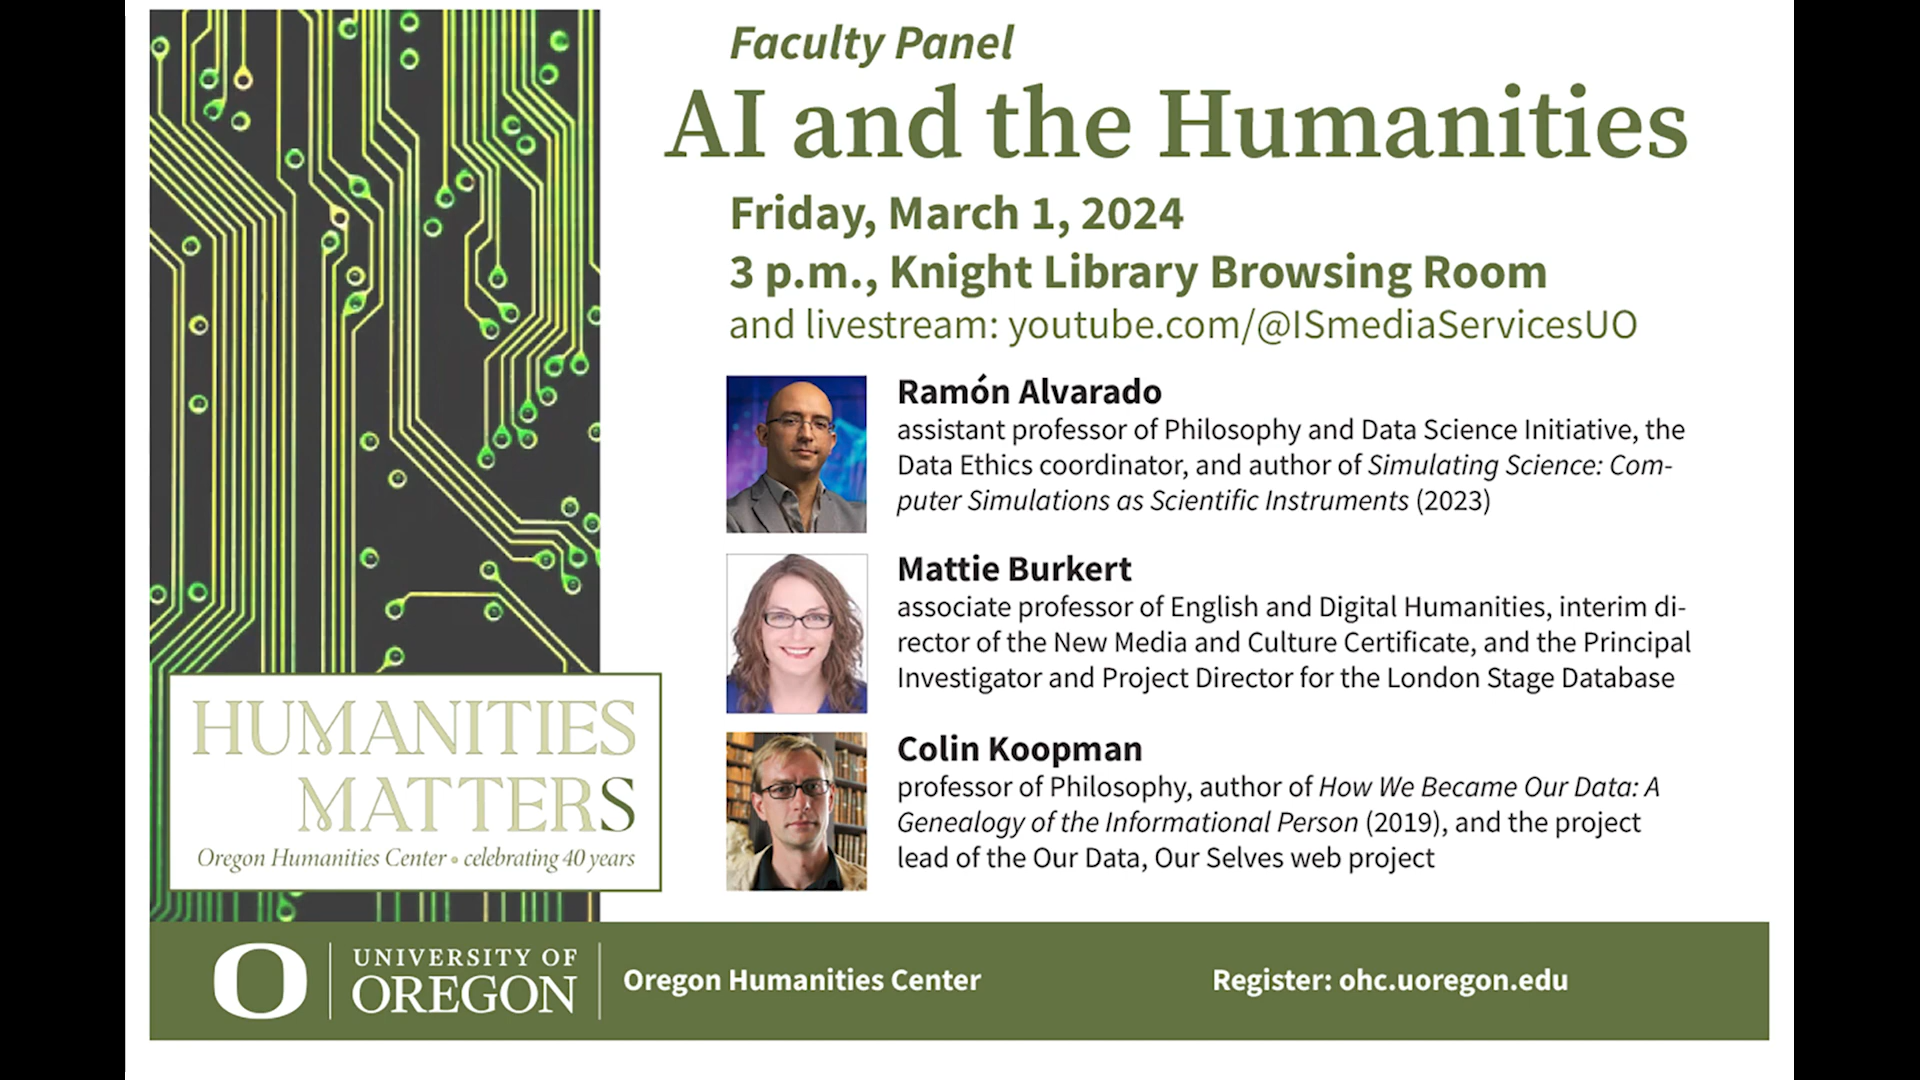 Faculty Panel
AI and the Humanities
Friday, March 1, 2024
3 p.m., Knight Library Browsing Room
and livestream: youtube.com/@ISmediaServicesUO
Ramón Alvarado
assistant professor of Philosophy and Data Science Initiative, the
Data Ethics coordinator, and author of Simulating Science: Com-
puter Simulations as Scientific Instruments (2023)
Mattie Burkert
associate professor of English and Digital Humanities, interim di-
rector of the New Media and Culture Certificate, and the Principal
Investigator and Project Director for the London Stage Database
Colin Koopman
professor of Philosophy, author of How We Became Our Data: A
Genealogy of the Informational Person (2019), and the project
lead of the Our Data, Our Selves web project
HUMANITIES
MATTERS
Oregon Humanities Center • celebrating 40 years
O
UNIVERSITY OF
OREGON
Oregon Humanities Center
Register: ohc.uoregon.edu